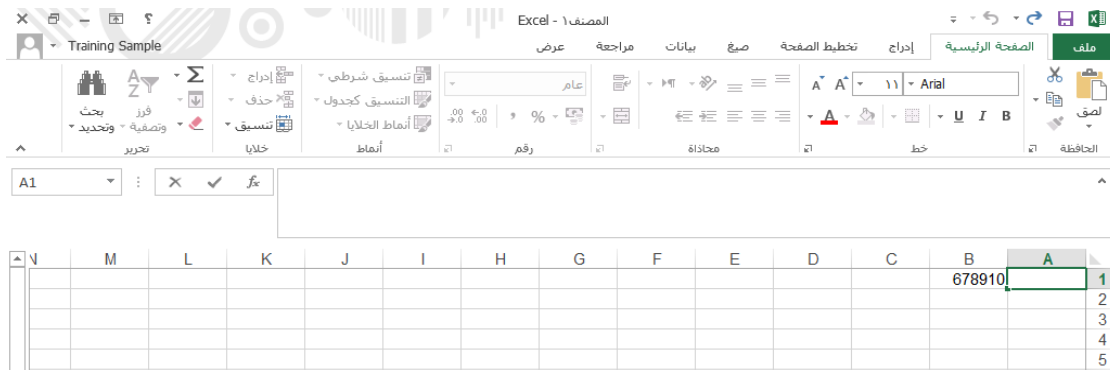 المصنف١ - Excel
ملف الصفحة الرئيسية إدراج تخطيط الصفحة صيغ بيانات مراجعة عرض Training Sample
لصق Arial ١١ عام تنسيق شرطي إدراج
B I U A A A % التنسيق كجدول حذف فرز وتصفية بحث وتحديد
أنماط الخلايا تنسيق
الحافظة خط محاذاة رقم أنماط خلايا تحرير
A1 fx
A B C D E F G H I J K L M N
1 678910
2
3
4
5